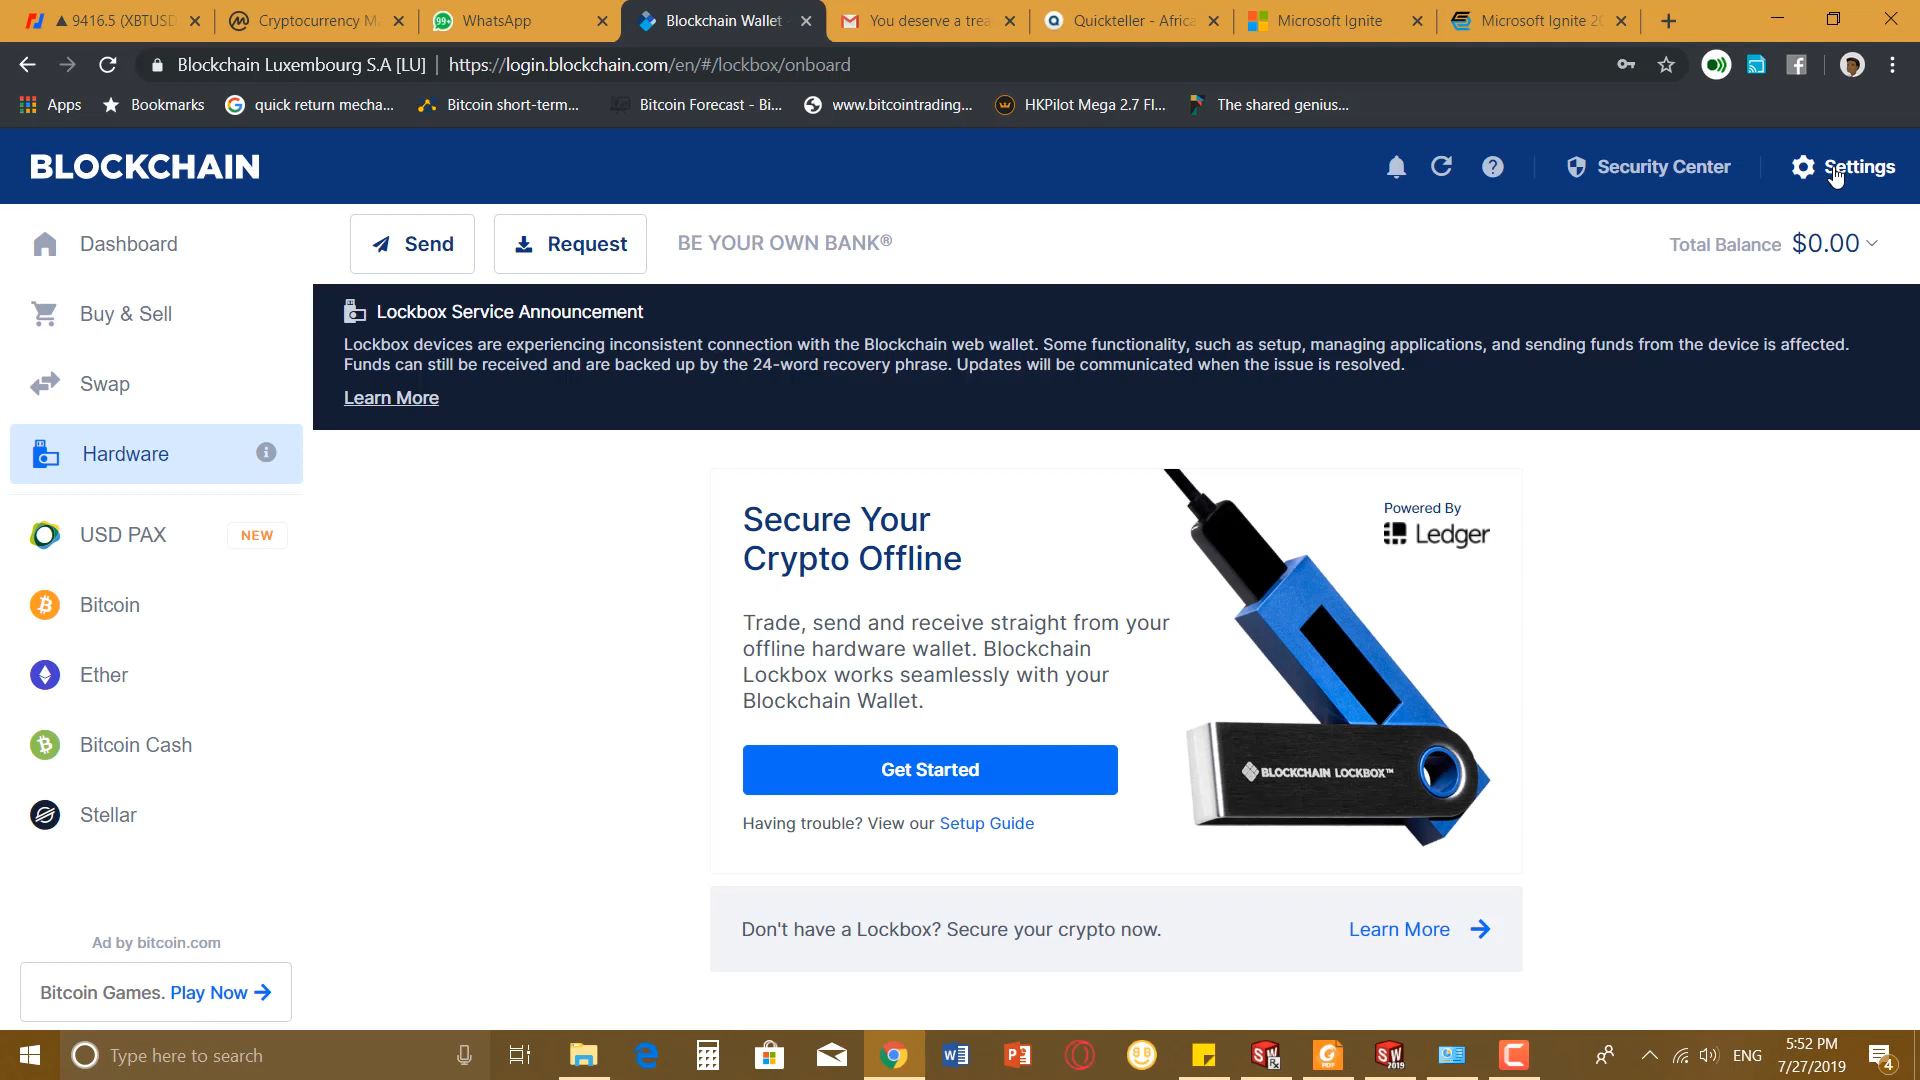 ▲ 9416.5 (XBTUSD
Cryptocurrency Ma
99+
WhatsApp
Blockchain Wallet
You deserve a trea
Quickteller - Africa
Microsoft Ignite
Microsoft Ignite 20
Blockchain Luxembourg S.A [LU] | https://login.blockchain.com/en/#/lockbox/onboard
Apps
Bookmarks
quick return mecha...
Bitcoin short-term...
Bitcoin Forecast - Bi...
www.bitcointrading...
HKPilot Mega 2.7 Fl...
The shared genius...
BLOCKCHAIN
Security Center
Settings
Dashboard
Buy & Sell
Swap
Hardware
USD PAX
NEW
Bitcoin
Ether
Bitcoin Cash
Stellar
Ad by bitcoin.com
Bitcoin Games. Play Now
Send
Request
BE YOUR OWN BANK®
Total Balance $0.00
Lockbox Service Announcement
Lockbox devices are experiencing inconsistent connection with the Blockchain web wallet. Some functionality, such as setup, managing applications, and sending funds from the device is affected.
Funds can still be received and are backed up by the 24-word recovery phrase. Updates will be communicated when the issue is resolved.
Learn More
Secure Your
Crypto Offline
Trade, send and receive straight from your
offline hardware wallet. Blockchain
Lockbox works seamlessly with your
Blockchain Wallet.
Get Started
Having trouble? View our Setup Guide
Powered By
Ledger
BLOCKCHAIN LOCKBOX™
Don't have a Lockbox? Secure your crypto now.
Learn More
Type here to search
ENG
5:52 PM
7/27/2019
4